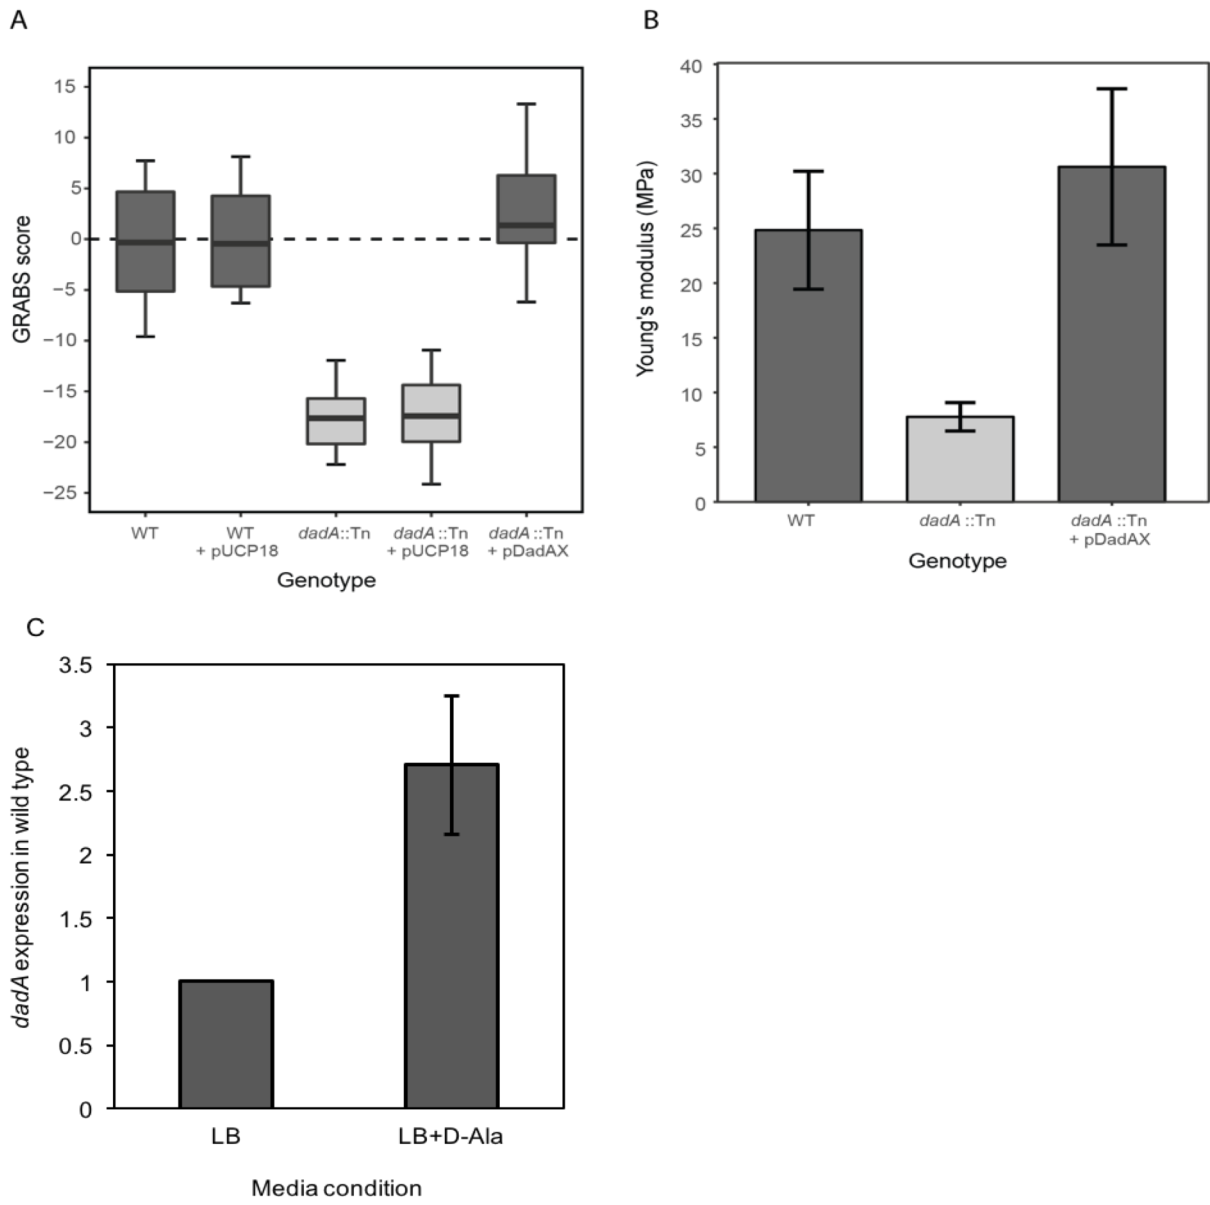 A
GRABS score
15
10
5
0
−5
−10
−15
−20
−25
WT
WT
+ pUCP18
dadA::Tn
dadA ::Tn
+ pUCP18
dadA ::Tn
+ pDadAX
Genotype
B
Young's modulus (MPa)
40
35
30
25
20
15
10
5
0
WT
dadA ::Tn
dadA ::Tn
+ pDadAX
Genotype
C
dadA expression in wild type
3.5
3
2.5
2
1.5
1
0.5
0
LB
LB+D-Ala
Media condition